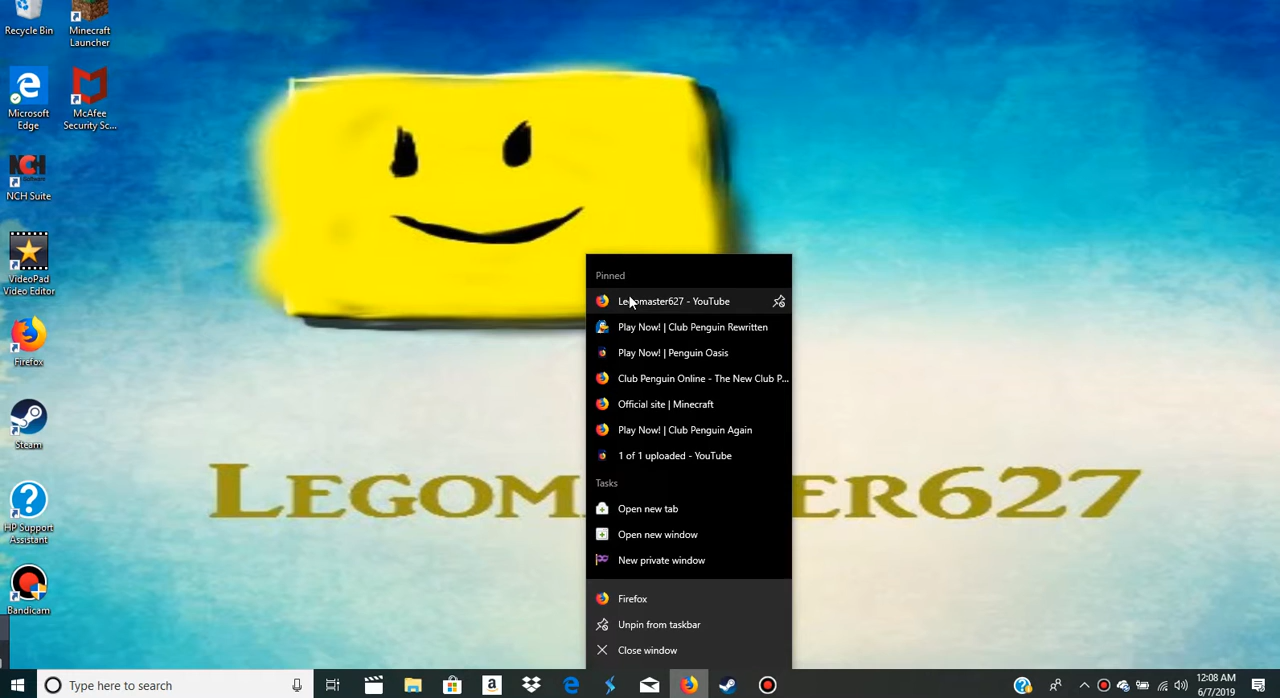 Recycle Bin
Minecraft
Launcher
Microsoft
Edge
McAfee
Security Sc...
NCH
Software
NCH Suite
VideoPad
Video Editor
Firefox
Steam
HP Support
Assistant
Bandicam
Pinned
Legomaster627 - YouTube
Play Now! | Club Penguin Rewritten
Play Now! | Penguin Oasis
Club Penguin Online - The New Club P...
Official site | Minecraft
Play Now! | Club Penguin Again
1 of 1 uploaded - YouTube
Tasks
Open new tab
Open new window
New private window
Firefox
Unpin from taskbar
Close window
LEGOM ER627
Type here to search
12:08 AM
6/7/2019